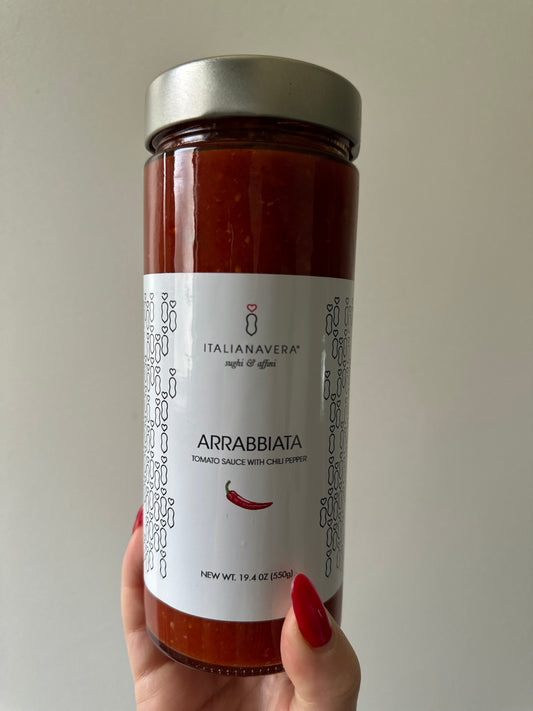 ITALIANAVERA®
sughi & affini
ARRABBIATA
TOMATO SAUCE WITH CHILI PEPPER
NEW WT. 19.4 OZ (550g)